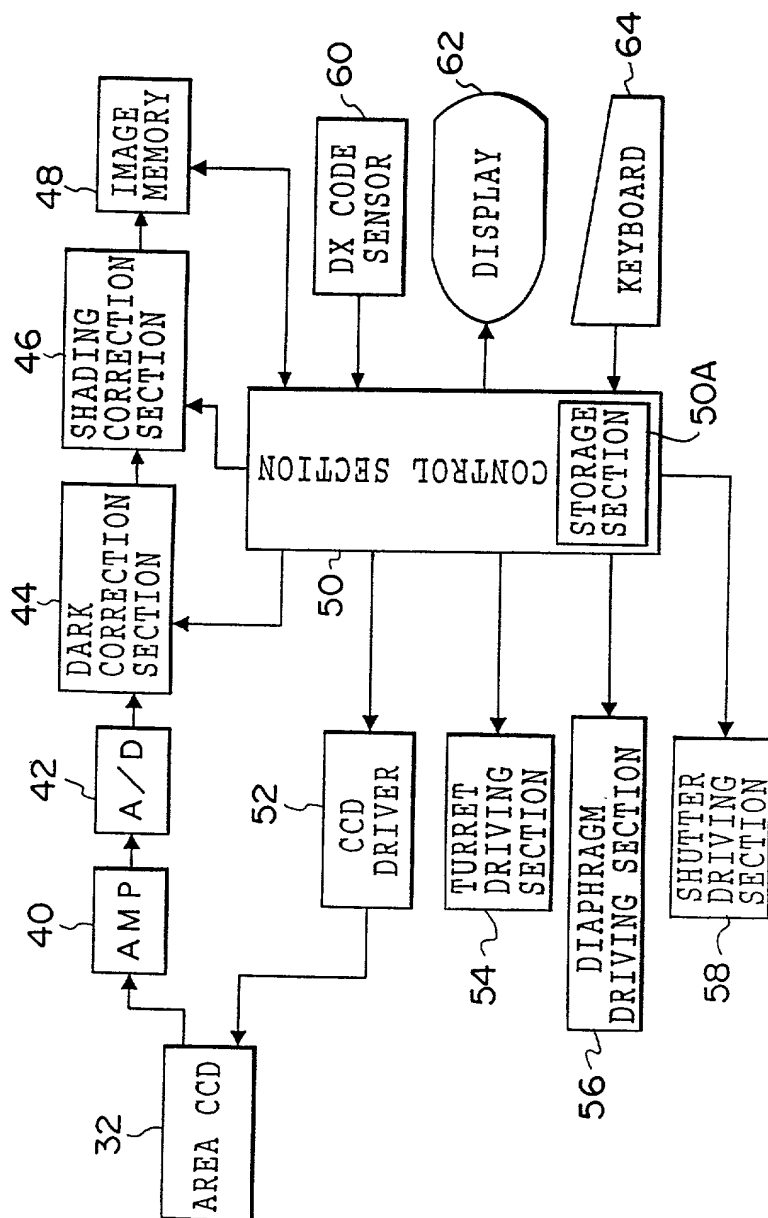 32
AREA CCD
40
AMP
42
A/D
44
DARK
CORRECTION
SECTION
46
SHADING
CORRECTION
SECTION
48
IMAGE
MEMORY
52
CCD
DRIVER
50
CONTROL SECTION
STORAGE
SECTION
50A
60
DX CODE
SENSOR
62
DISPLAY
64
KEYBOARD
54
TURRET
DRIVING
SECTION
56
DIAPHRAGM
DRIVING SECTION
58
SHUTTER
DRIVING
SECTION